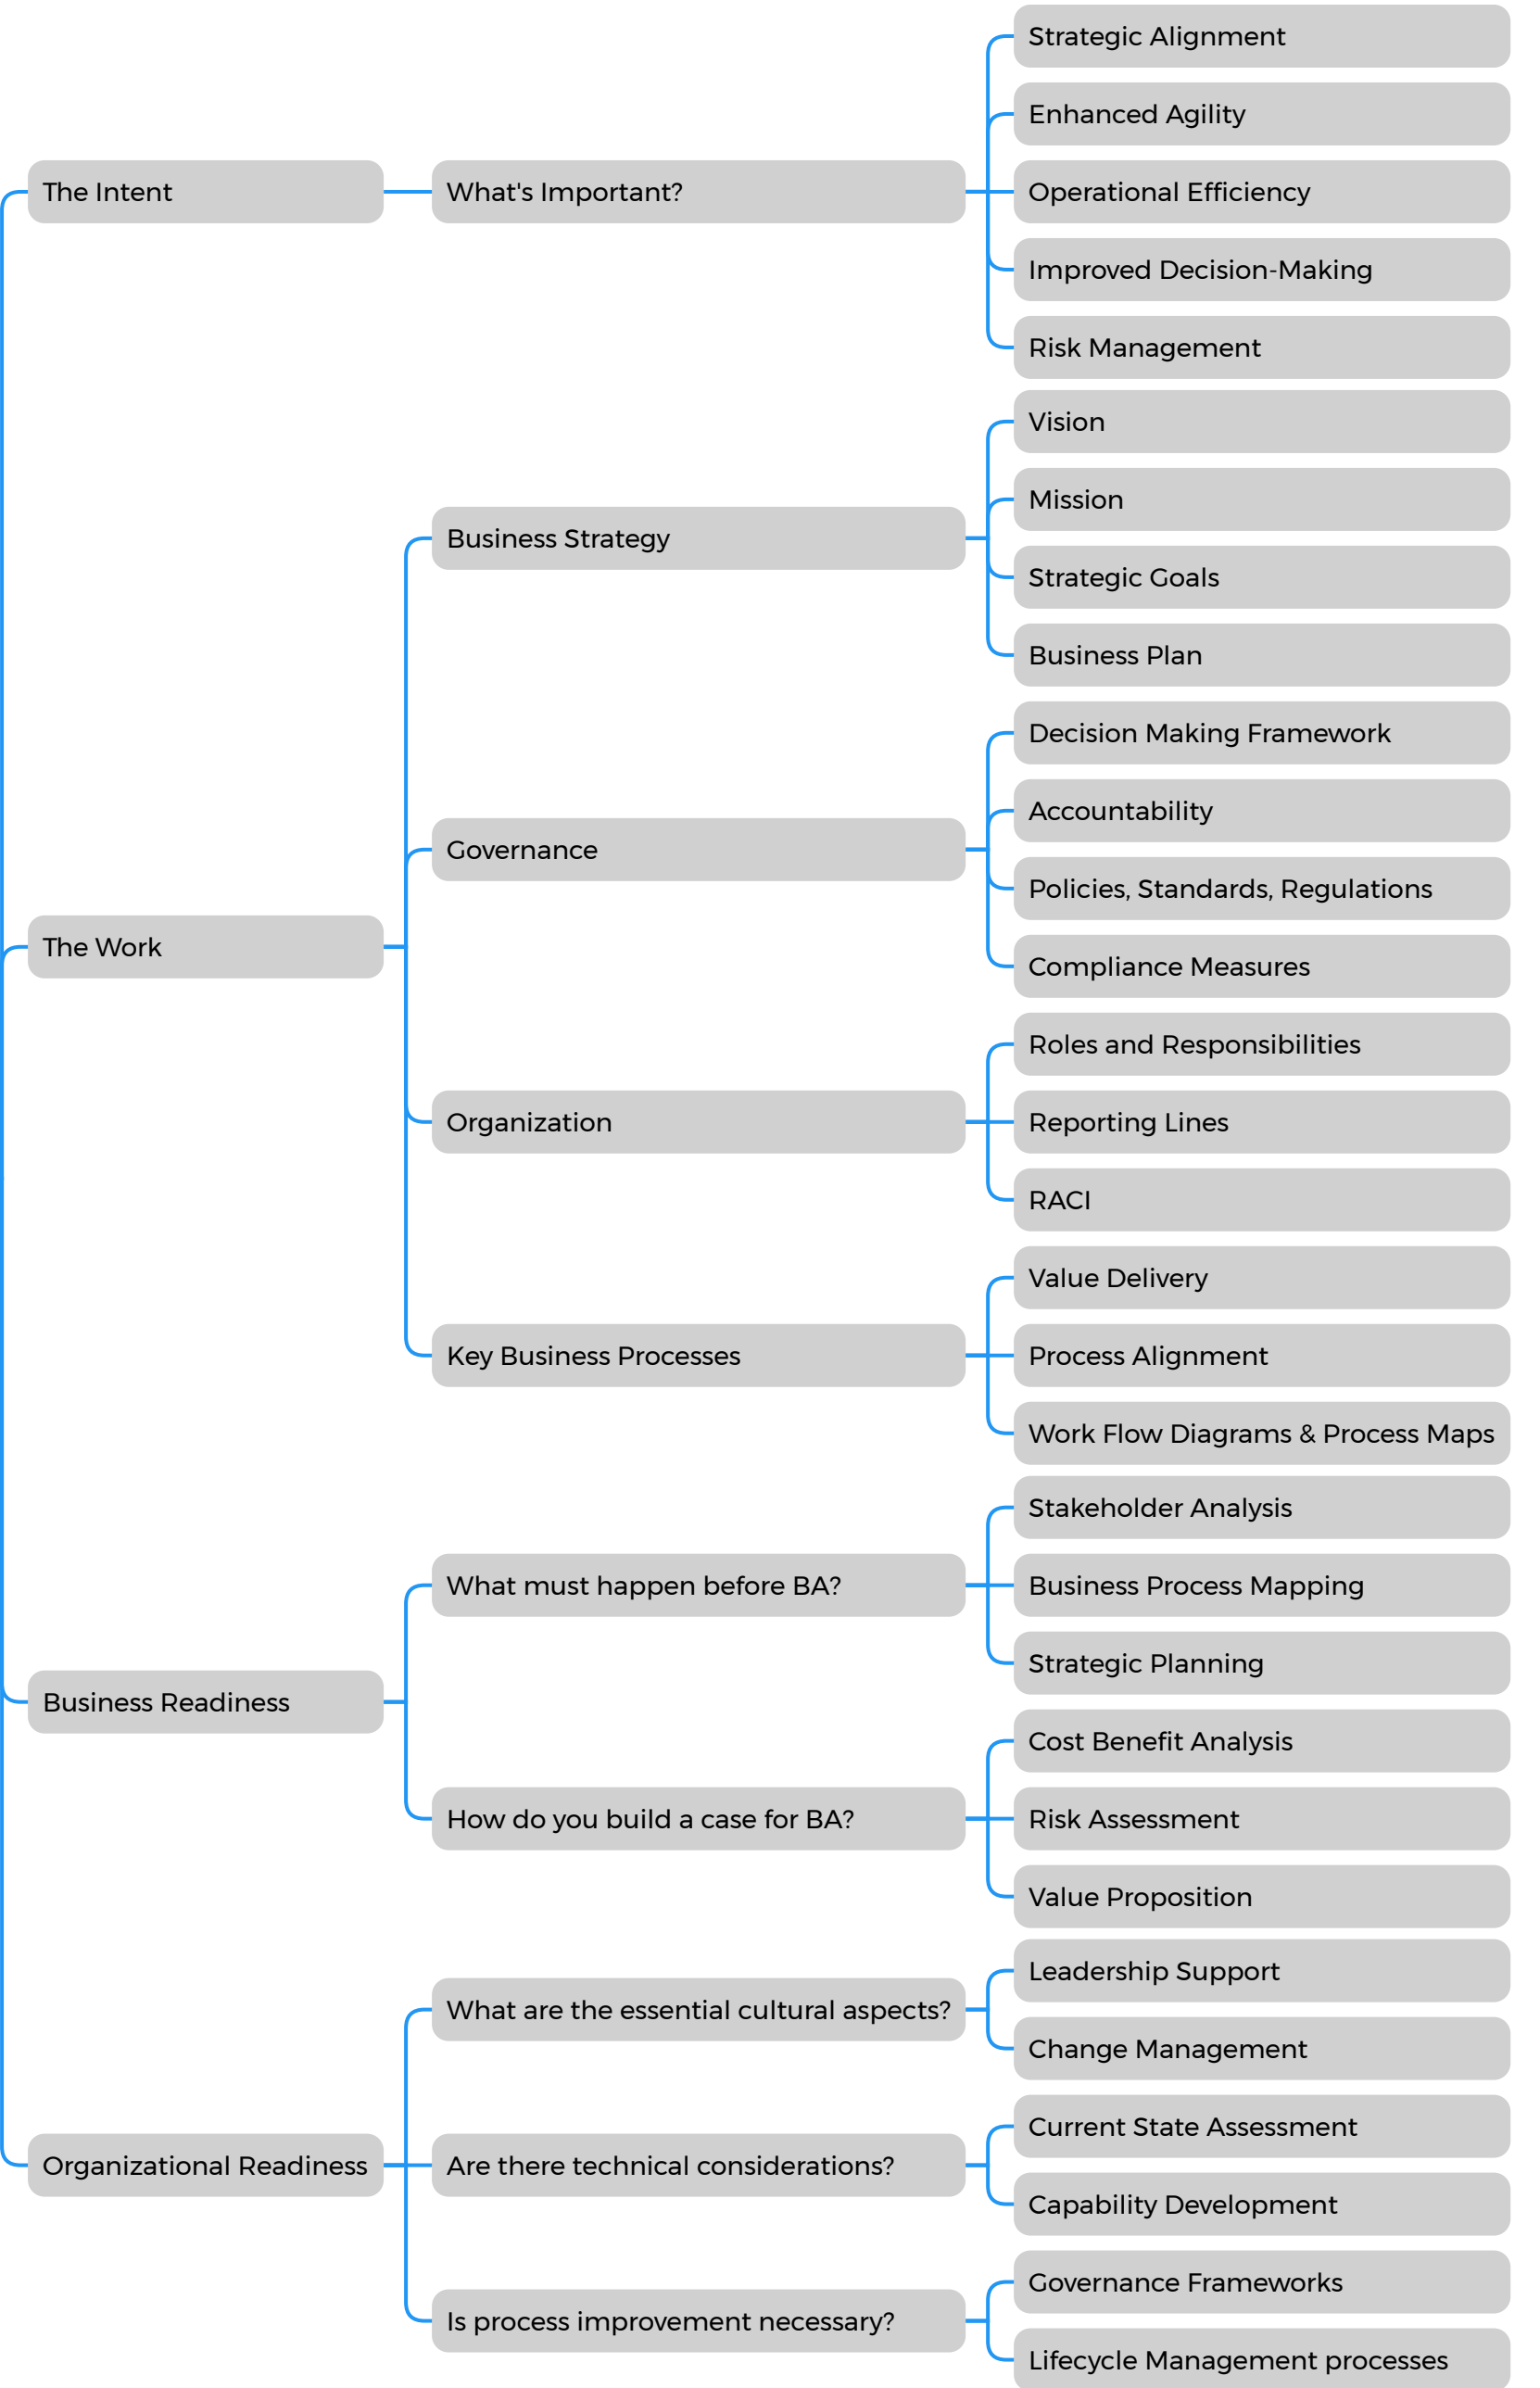 The Intent
What's Important?
Strategic Alignment
Enhanced Agility
Operational Efficiency
Improved Decision-Making
Risk Management
The Work
Business Strategy
Vision
Mission
Strategic Goals
Business Plan
Governance
Decision Making Framework
Accountability
Policies, Standards, Regulations
Compliance Measures
Organization
Roles and Responsibilities
Reporting Lines
RACI
Key Business Processes
Value Delivery
Process Alignment
Work Flow Diagrams & Process Maps
Business Readiness
What must happen before BA?
Stakeholder Analysis
Business Process Mapping
Strategic Planning
How do you build a case for BA?
Cost Benefit Analysis
Risk Assessment
Value Proposition
Organizational Readiness
What are the essential cultural aspects?
Leadership Support
Change Management
Are there technical considerations?
Current State Assessment
Capability Development
Is process improvement necessary?
Governance Frameworks
Lifecycle Management processes